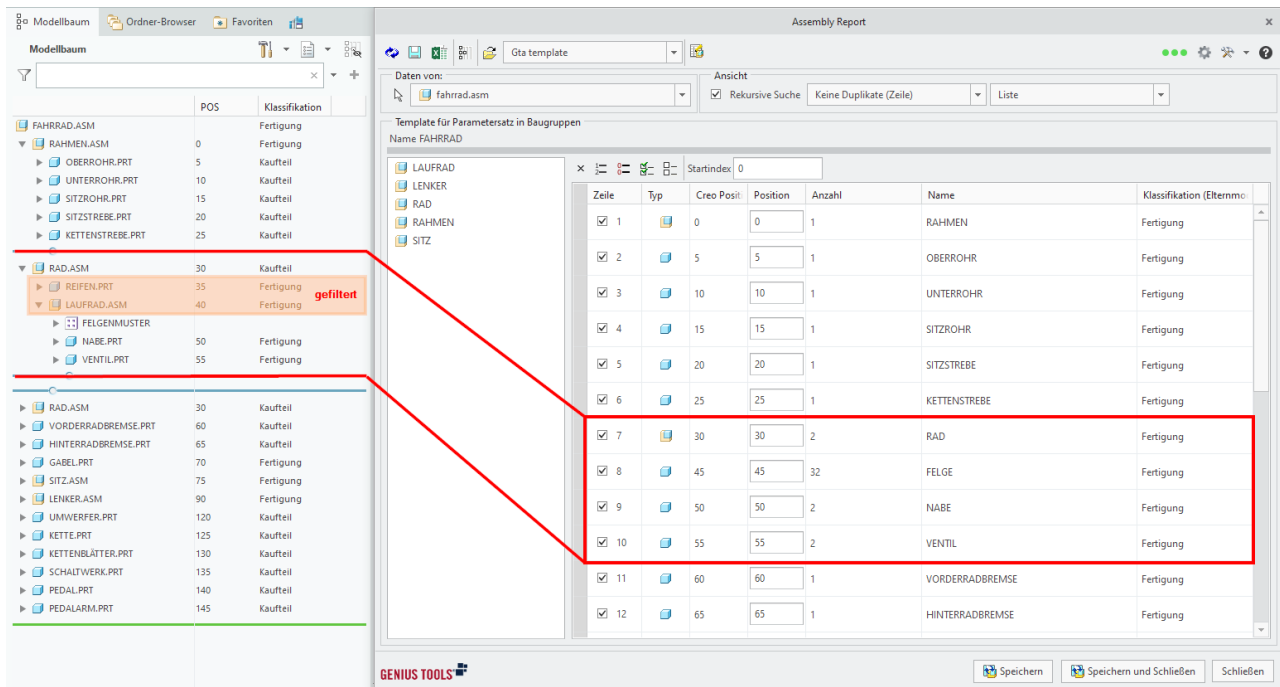 Modellbaum
Ordner-Browser
Favoriten
Modellbaum
POS Klassifikation
FAHRRAD.ASM Fertigung
RAHMEN.ASM 0 Fertigung
OBERROHR.PRT 5 Kaufteil
UNTERROHR.PRT 10 Kaufteil
SITZROHR.PRT 15 Kaufteil
SITZSTREBE.PRT 20 Kaufteil
KETTENSTREBE.PRT 25 Kaufteil
RAD.ASM 30 Kaufteil
REIFEN.PRT 35 Fertigung
gefiltert
LAUFRAD.ASM 40 Fertigung
FELGENMUSTER
NABE.PRT 50 Fertigung
VENTIL.PRT 55 Fertigung
RAD.ASM 30 Kaufteil
VORDERRADBREMSE.PRT 60 Kaufteil
HINTERRADBREMSE.PRT 65 Kaufteil
GABEL.PRT 70 Fertigung
SITZ.ASM 75 Fertigung
LENKER.ASM 90 Fertigung
UMWERFER.PRT 120 Kaufteil
KETTE.PRT 125 Kaufteil
KETTENBLÄTTER.PRT 130 Kaufteil
SCHALTWERK.PRT 135 Kaufteil
PEDAL.PRT 140 Kaufteil
PEDALARM.PRT 145 Kaufteil
Assembly Report
Gta template
Daten von:
fahrrad.asm
Ansicht
Rekursive Suche
Keine Duplikate (Zeile)
Liste
Template für Parametersatz in Baugruppen
Name FAHRRAD
LAUFRAD
LENKER
RAD
RAHMEN
SITZ
Startindex 0
Zeile Typ Creo Positi Position Anzahl Name Klassifikation (Elternmo
1 0 0 1 RAHMEN Fertigung
2 5 5 1 OBERROHR Fertigung
3 10 10 1 UNTERROHR Fertigung
4 15 15 1 SITZROHR Fertigung
5 20 20 1 SITZSTREBE Fertigung
6 25 25 1 KETTENSTREBE Fertigung
7 30 30 2 RAD Fertigung
8 45 45 32 FELGE Fertigung
9 50 50 2 NABE Fertigung
10 55 55 2 VENTIL Fertigung
11 60 60 1 VORDERRADBREMSE Fertigung
12 65 65 1 HINTERRADBREMSE Fertigung
GENIUS TOOLS
Speichern
Speichern und Schließen
Schließen